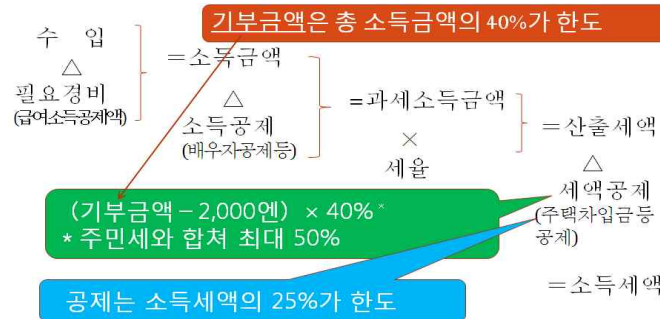 기부금액은 총 소득금액의 40%가 한도
수 입
△
필요경비
(급여소득공제액)
=소득금액
△
소득공제
(배우자공제등)
=과세소득금액
×
세율
=산출세액
△
세액공제
(주택차입금등
공제)
=소득세액
(기부금액－2,000엔) × 40% *
* 주민세와 합쳐 최대 50%
공제는 소득세액의 25%가 한도